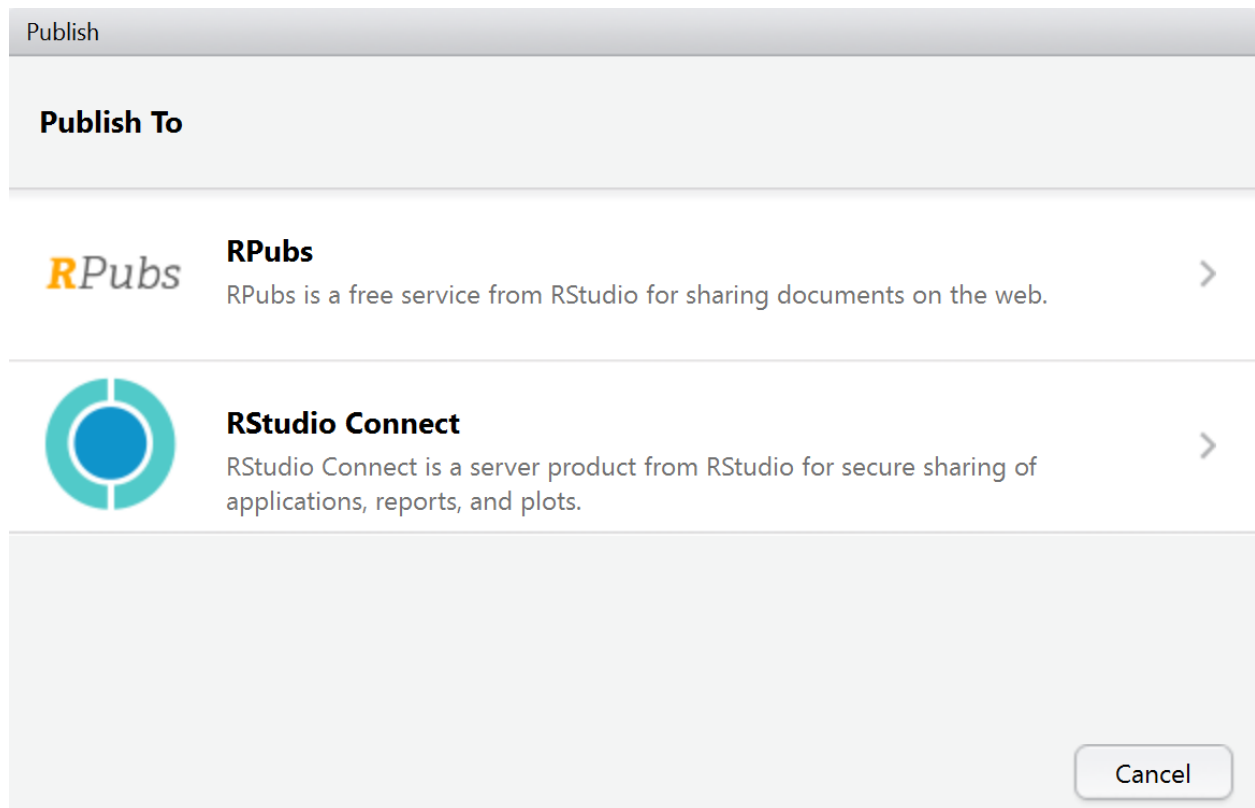 Publish
Publish To
RPubs
RPubs
RPubs is a free service from RStudio for sharing documents on the web.
RStudio Connect
RStudio Connect is a server product from RStudio for secure sharing of
applications, reports, and plots.
Cancel